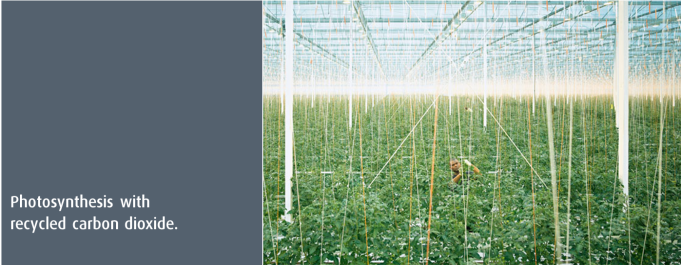 Photosynthesis with
recycled carbon dioxide.